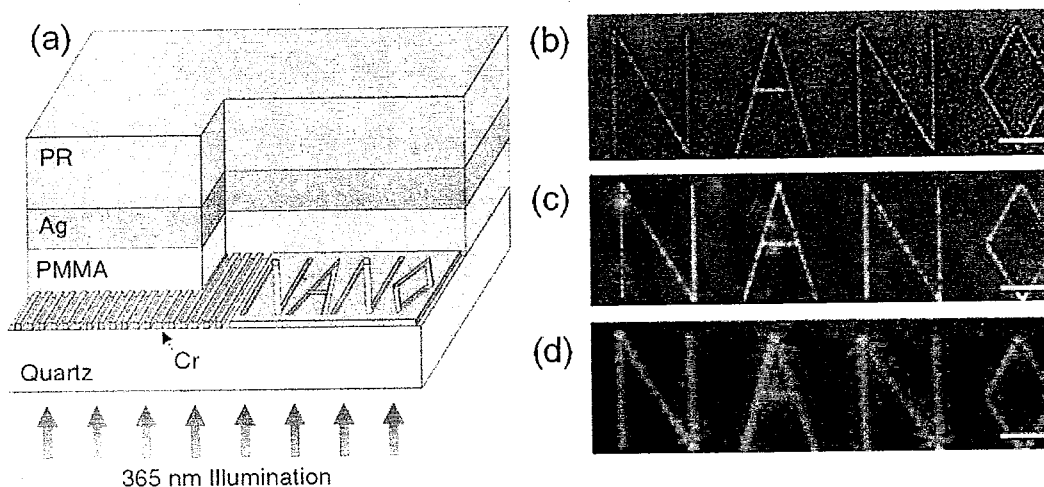 (a)
PR
Ag
PMMA
NANO
Cr
Quartz
365 nm Illumination
(b)
NANO
(c)
NANO
(d)
NANO